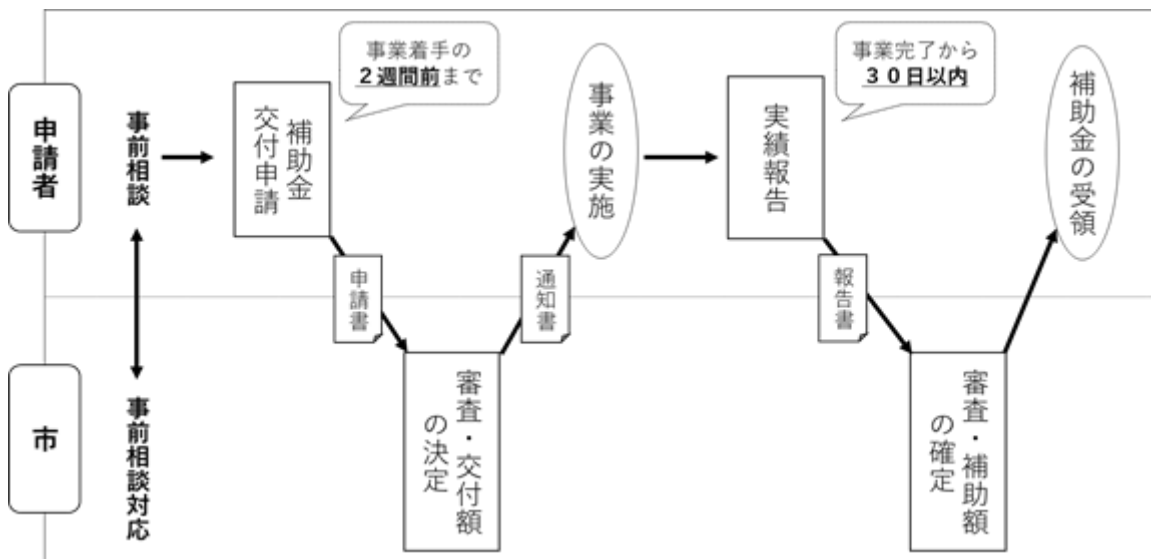 申請者
事前相談
補助金
交付申請
事業着手の
２週間前まで
申請書
通知書
事業の実施
実績報告
事業完了から
３０日以内
報告書
補助金の受領
市
事前相談対応
審査・交付額
の決定
審査・補助額
の確定